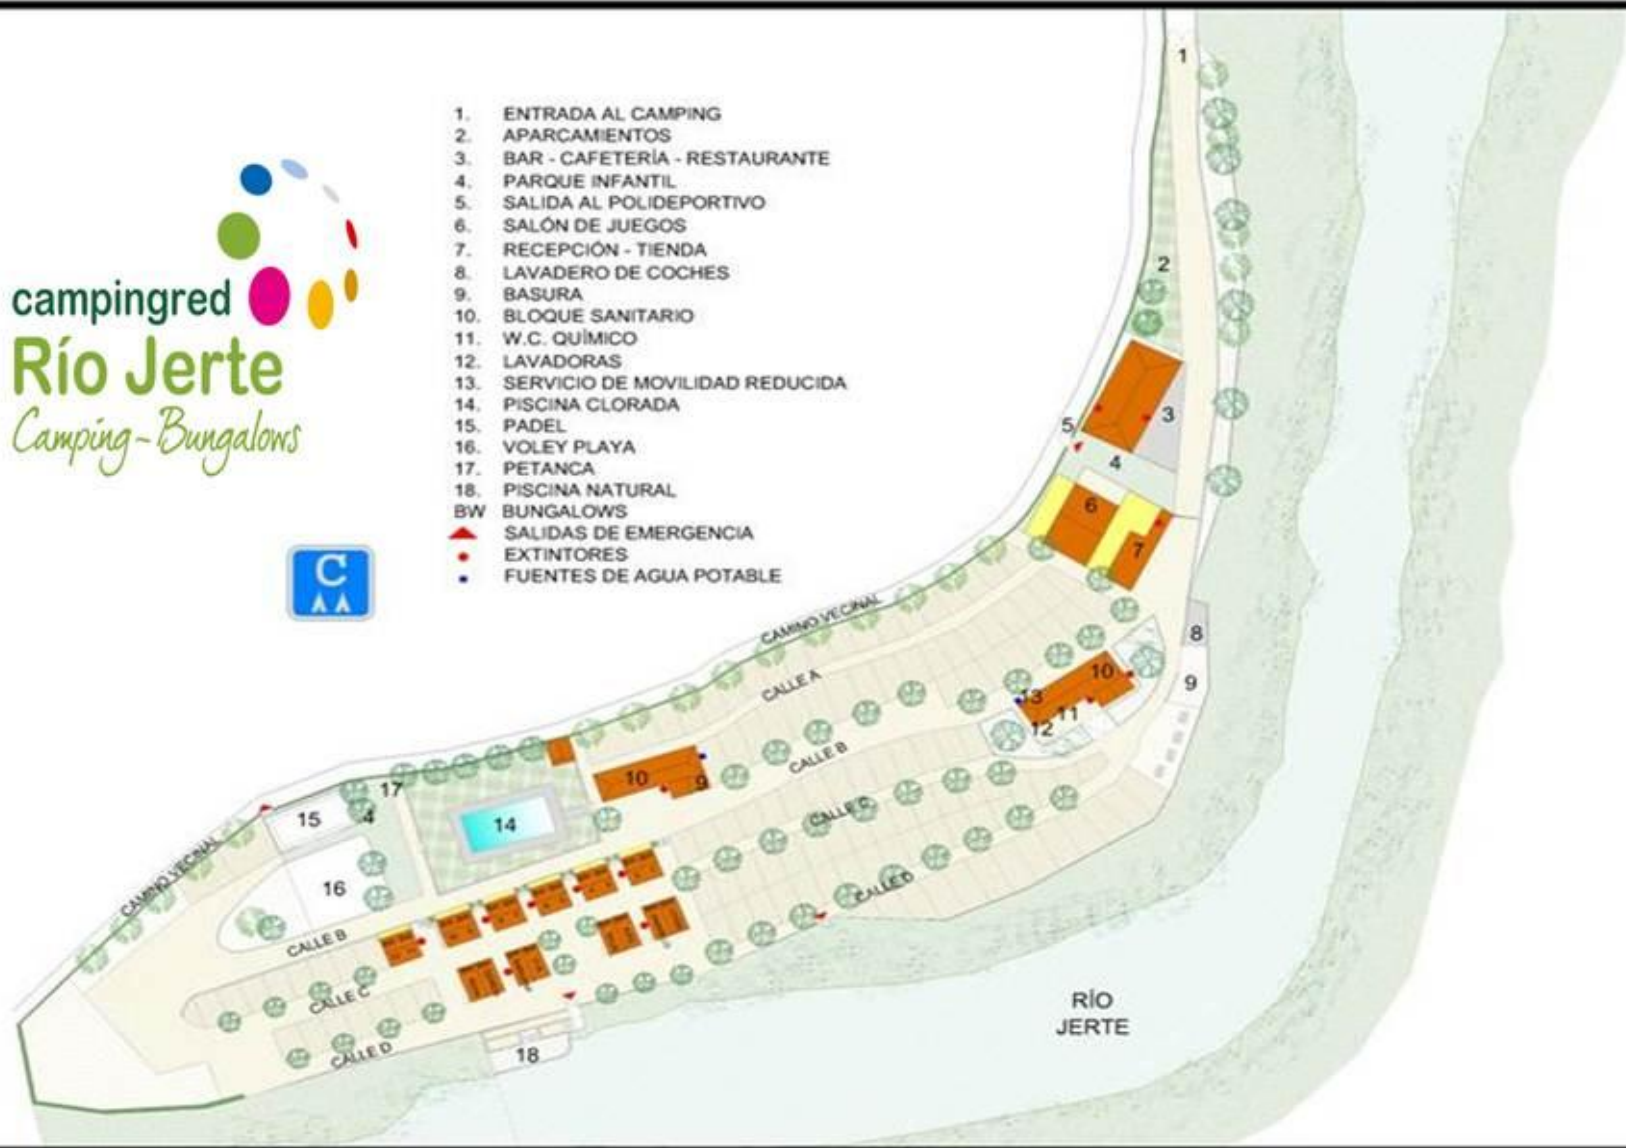 campingred
Río Jerte
Camping-Bungalows
C
1. ENTRADA AL CAMPING
2. APARCAMIENTOS
3. BAR - CAFETERÍA - RESTAURANTE
4. PARQUE INFANTIL
5. SALIDA AL POLIDEPORTIVO
6. SALÓN DE JUEGOS
7. RECEPCIÓN - TIENDA
8. LAVADERO DE COCHES
9. BASURA
10. BLOQUE SANITARIO
11. W.C. QUÍMICO
12. LAVADORAS
13. SERVICIO DE MOVILIDAD REDUCIDA
14. PISCINA CLORADA
15. PADEL
16. VOLEY PLAYA
17. PETANCA
18. PISCINA NATURAL
BW BUNGALOWS
SALIDAS DE EMERGENCIA
EXTINTORES
FUENTES DE AGUA POTABLE
1
2
3
5
4
6
7
8
9
10
13
11
12
CAMINO VECINAL
CALLE A
CALLE B
CALLE C
CALLE D
10
9
17
15
4
14
16
CAMINO VECINAL
CALLE B
CALLE C
CALLE D
18
RÍO
JERTE